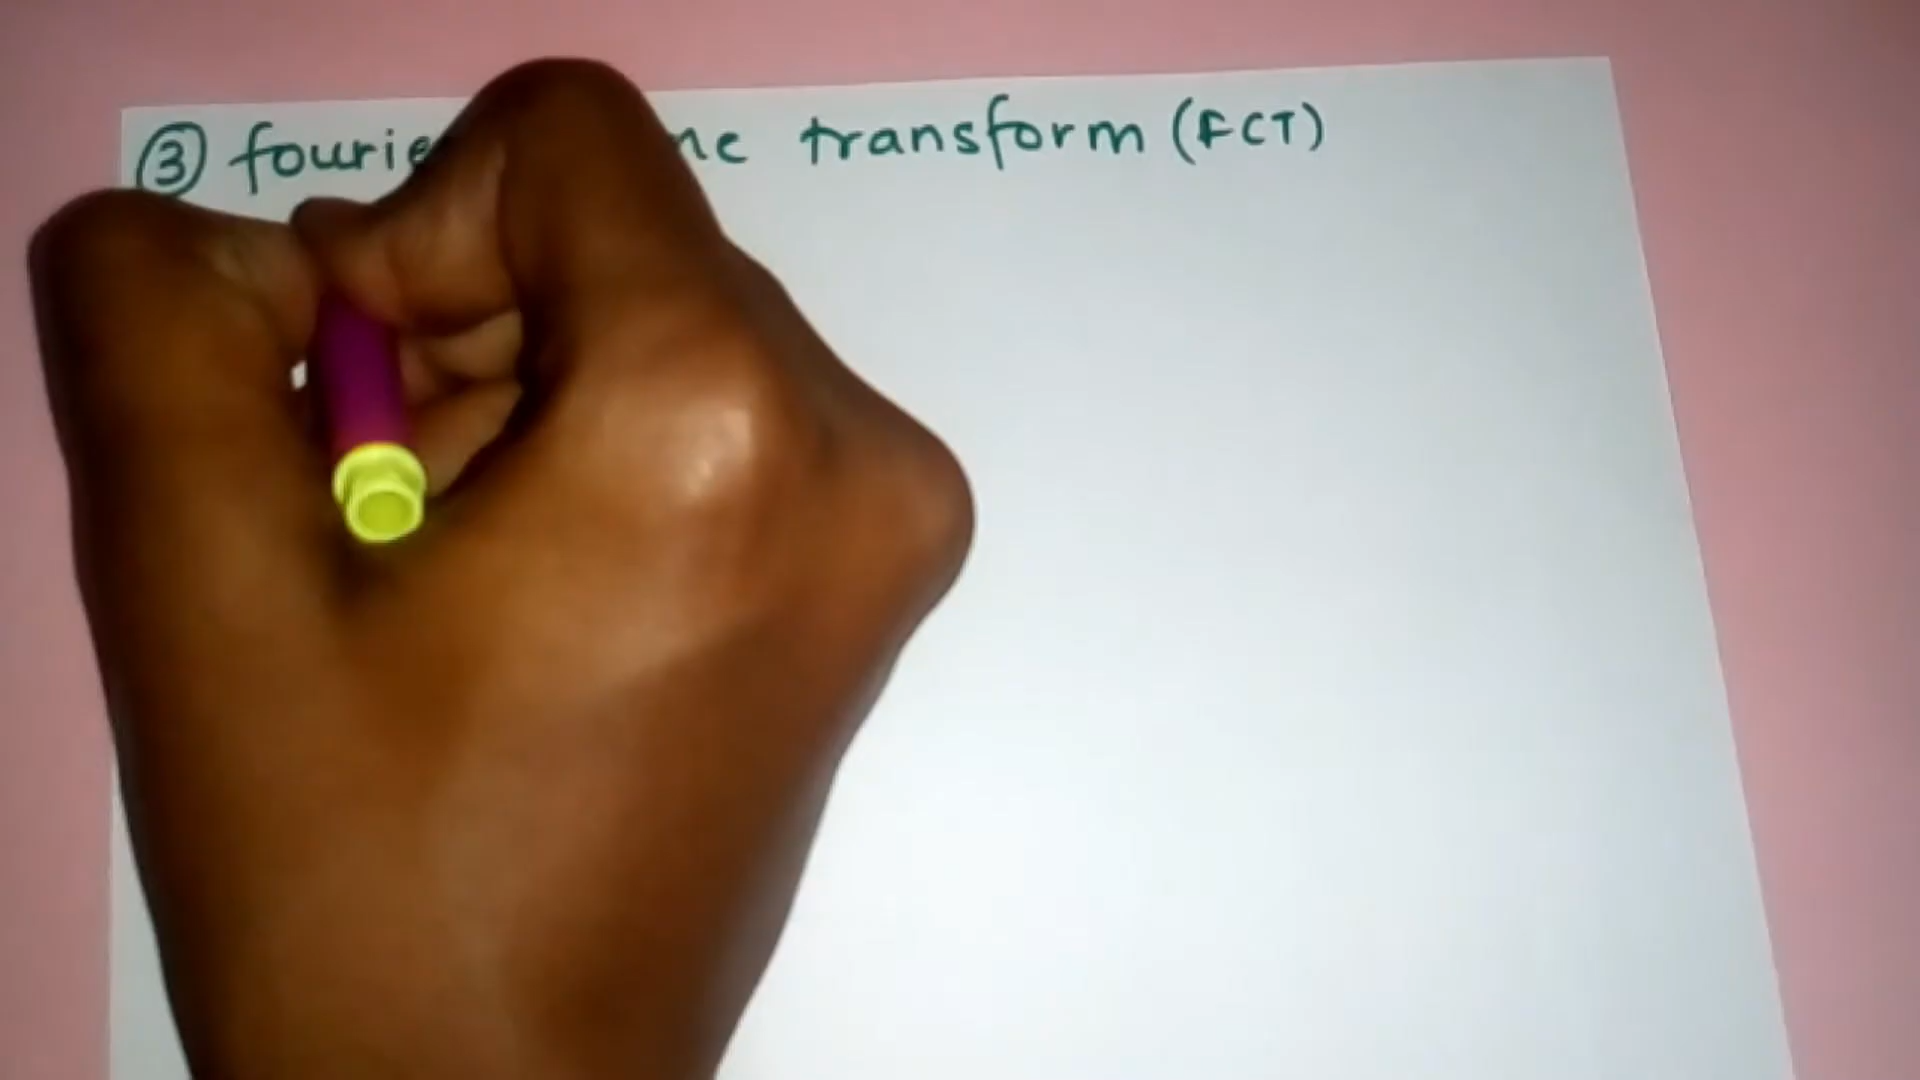 ③ fourie ne transform (FCT)